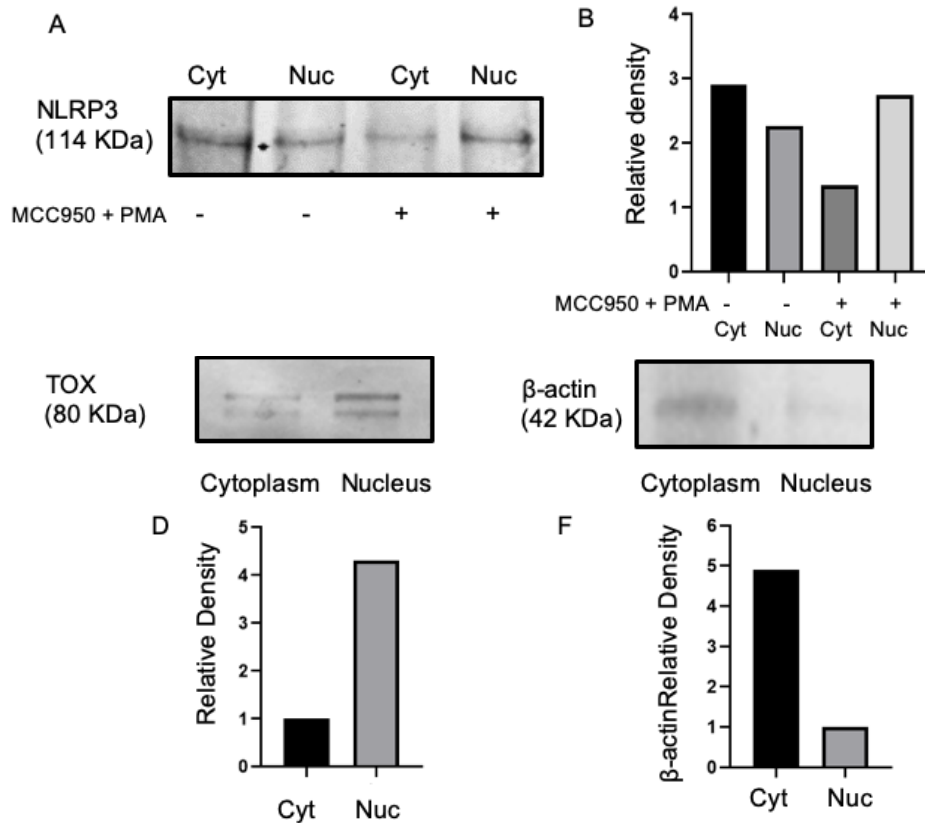 A
Cyt Nuc Cyt Nuc
NLRP3
(114 KDa)
MCC950 + PMA - - + +
B
Relative density
4
3
2
1
0
MCC950 + PMA - - + +
Cyt Nuc Cyt Nuc
TOX
(80 KDa)
Cytoplasm Nucleus
β-actin
(42 KDa)
Cytoplasm Nucleus
D
Relative Density
5
4
3
2
1
0
Cyt Nuc
F
β-actinRelative Density
6
5
4
3
2
1
0
Cyt Nuc